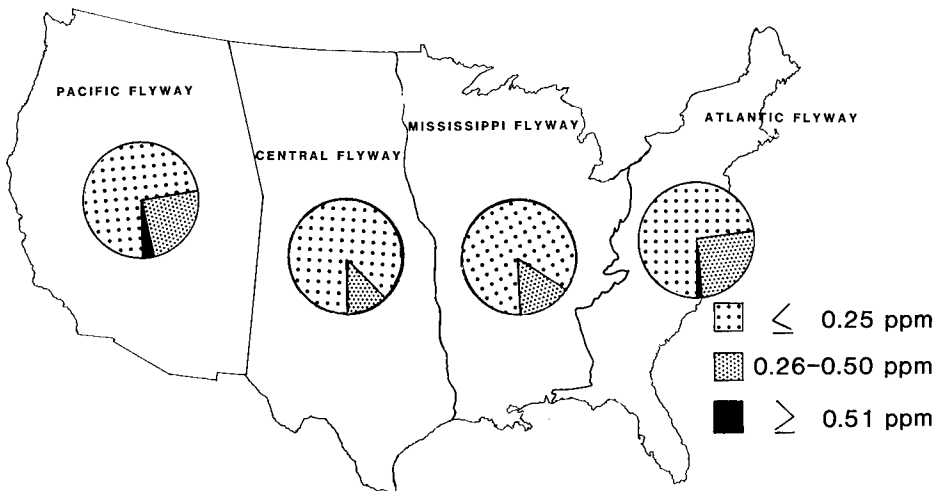 PACIFIC FLYWAY
CENTRAL FLYWAY
MISSISSIPPI FLYWAY
ATLANTIC FLYWAY
≤ 0.25 ppm
0.26-0.50 ppm
≥ 0.51 ppm